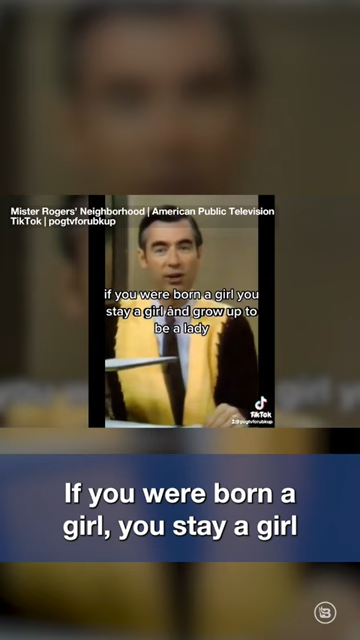 Mister Rogers' Neighborhood | American Public Television
TikTok | pogtvforubkup
if you were born a girl you
stay a girl and grow up to
be a lady
TikTok
@pogtvforubkup
If you were born a
girl, you stay a girl